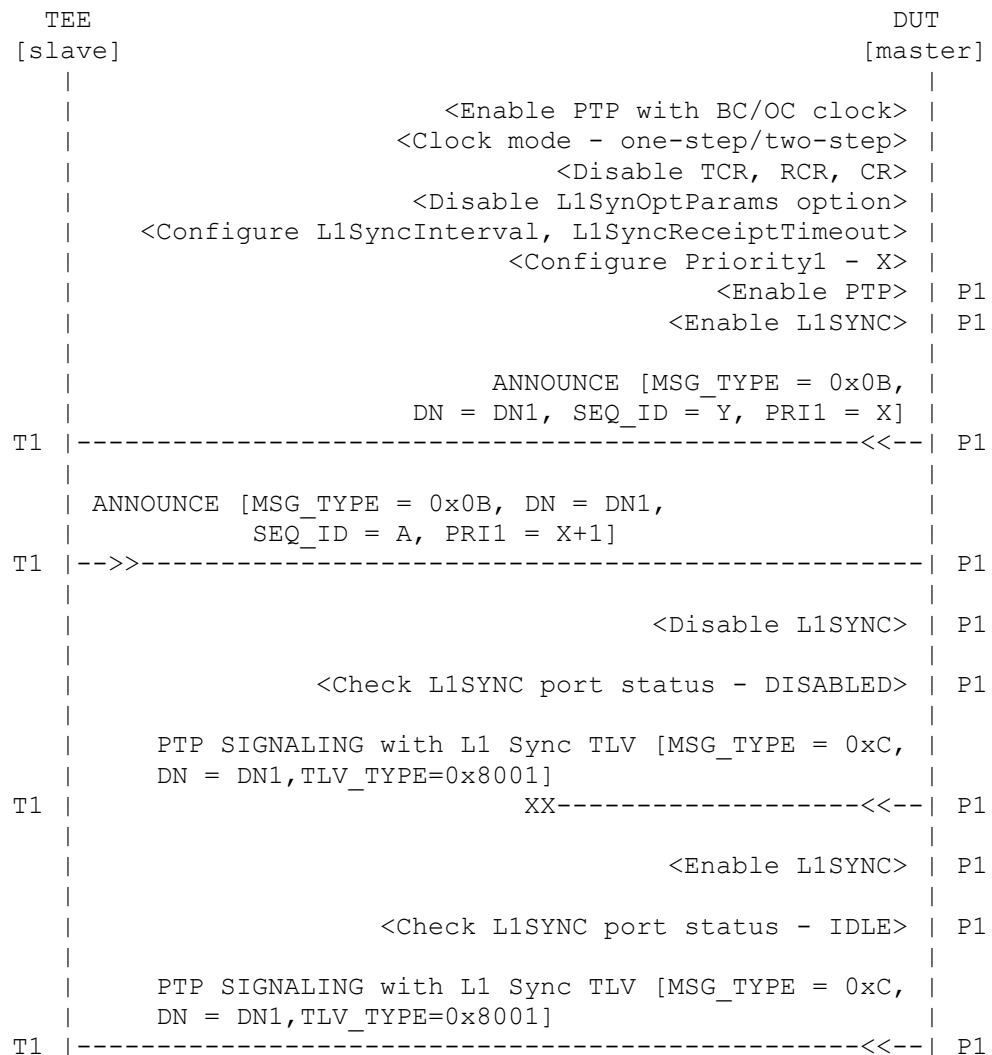 TEE DUT
[slave] [master]
| |
| <Enable PTP with BC/OC clock> |
| <Clock mode - one-step/two-step> |
| <Disable TCR, RCR, CR> |
| <Disable L1SynOptParams option> |
| <Configure L1SyncInterval, L1SyncReceiptTimeout> |
| <Configure Priority1 - X> |
| <Enable PTP> | P1
| <Enable L1SYNC> | P1
| |
| ANNOUNCE [MSG_TYPE = 0x0B, |
| DN = DN1, SEQ_ID = Y, PRI1 = X] |
T1 |-------------------------------------------------<<--| P1
| |
| ANNOUNCE [MSG_TYPE = 0x0B, DN = DN1, |
| SEQ_ID = A, PRI1 = X+1] |
T1 |-->>-------------------------------------------------| P1
| |
| <Disable L1SYNC> | P1
| |
| <Check L1SYNC port status - DISABLED> | P1
| |
| PTP SIGNALING with L1 Sync TLV [MSG_TYPE = 0xC, |
| DN = DN1,TLV_TYPE=0x8001] |
T1 | XX-------------------<<--| P1
| |
| <Enable L1SYNC> | P1
| |
| <Check L1SYNC port status - IDLE> | P1
| |
| PTP SIGNALING with L1 Sync TLV [MSG_TYPE = 0xC, |
| DN = DN1,TLV_TYPE=0x8001] |
T1 |-------------------------------------------------<<--| P1